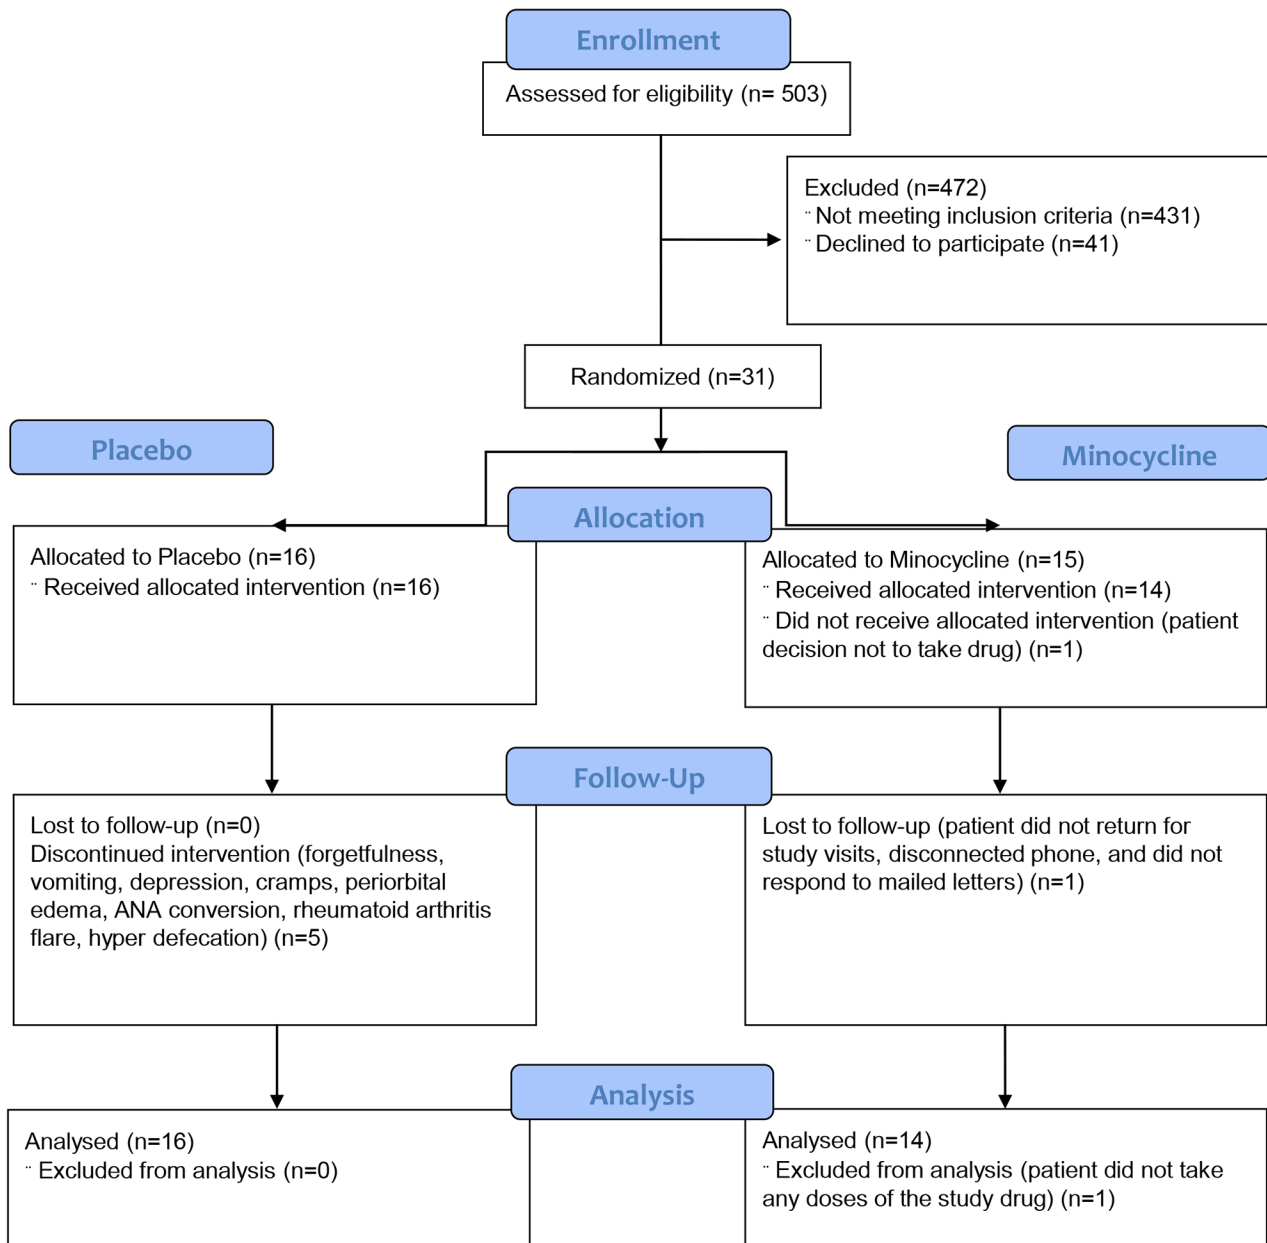 Enrollment
Assessed for eligibility (n= 503)
Excluded (n=472)
¨ Not meeting inclusion criteria (n=431)
¨ Declined to participate (n=41)
Randomized (n=31)
Placebo
Minocycline
Allocation
Allocated to Placebo (n=16)
¨ Received allocated intervention (n=16)
Allocated to Minocycline (n=15)
¨ Received allocated intervention (n=14)
¨ Did not receive allocated intervention (patient
decision not to take drug) (n=1)
Follow-Up
Lost to follow-up (n=0)
Discontinued intervention (forgetfulness,
vomiting, depression, cramps, periorbital
edema, ANA conversion, rheumatoid arthritis
flare, hyper defecation) (n=5)
Lost to follow-up (patient did not return for
study visits, disconnected phone, and did not
respond to mailed letters) (n=1)
Analysis
Analysed (n=16)
¨ Excluded from analysis (n=0)
Analysed (n=14)
¨ Excluded from analysis (patient did not take
any doses of the study drug) (n=1)